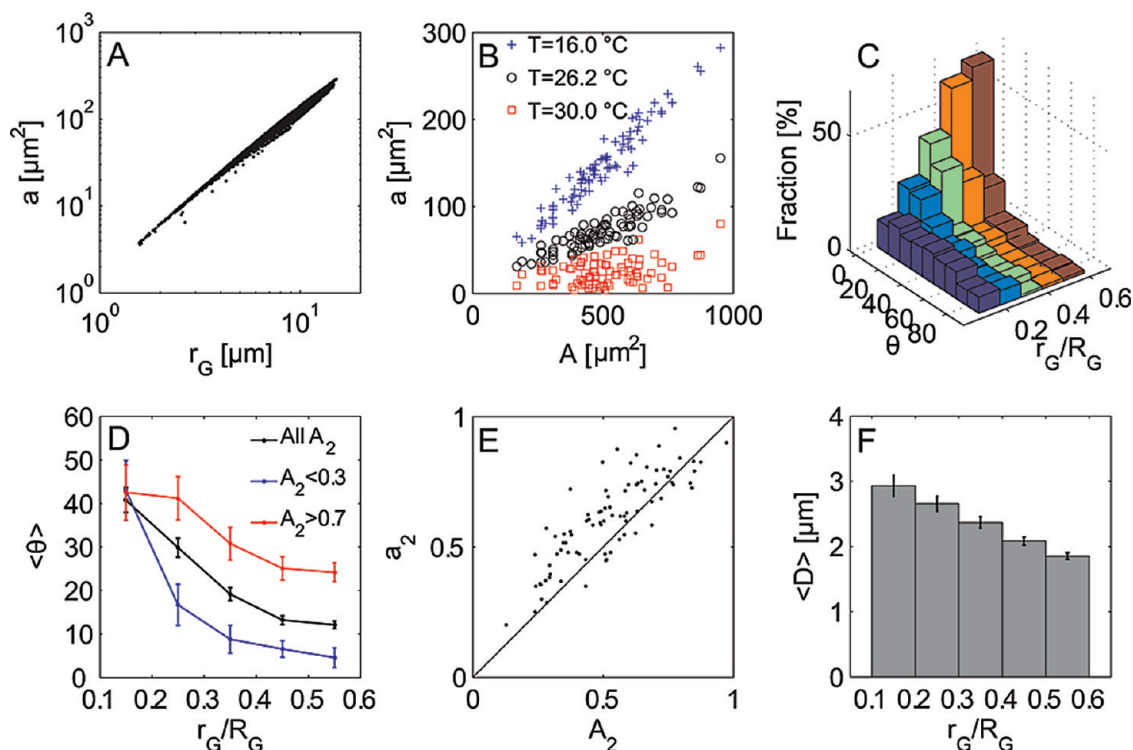 A
a [µm²]
10³
10²
10¹
10⁰
10⁰
10¹
r_G [µm]
B
T=16.0 °C
T=26.2 °C
T=30.0 °C
a [µm²]
300
200
100
0
0
500
1000
A [µm²]
C
Fraction [%]
50
0
0
20
40
60
80
θ
0.2
0.4
0.6
r_G/R_G
D
All A₂
A₂<0.3
A₂>0.7
<θ>
60
50
40
30
20
10
0
0.1
0.2
0.3
0.4
0.5
0.6
r_G/R_G
E
a₂
1
0.5
0
0
0.5
1
A₂
F
<D> [µm]
4
3
2
1
0
0.1
0.2
0.3
0.4
0.5
0.6
r_G/R_G